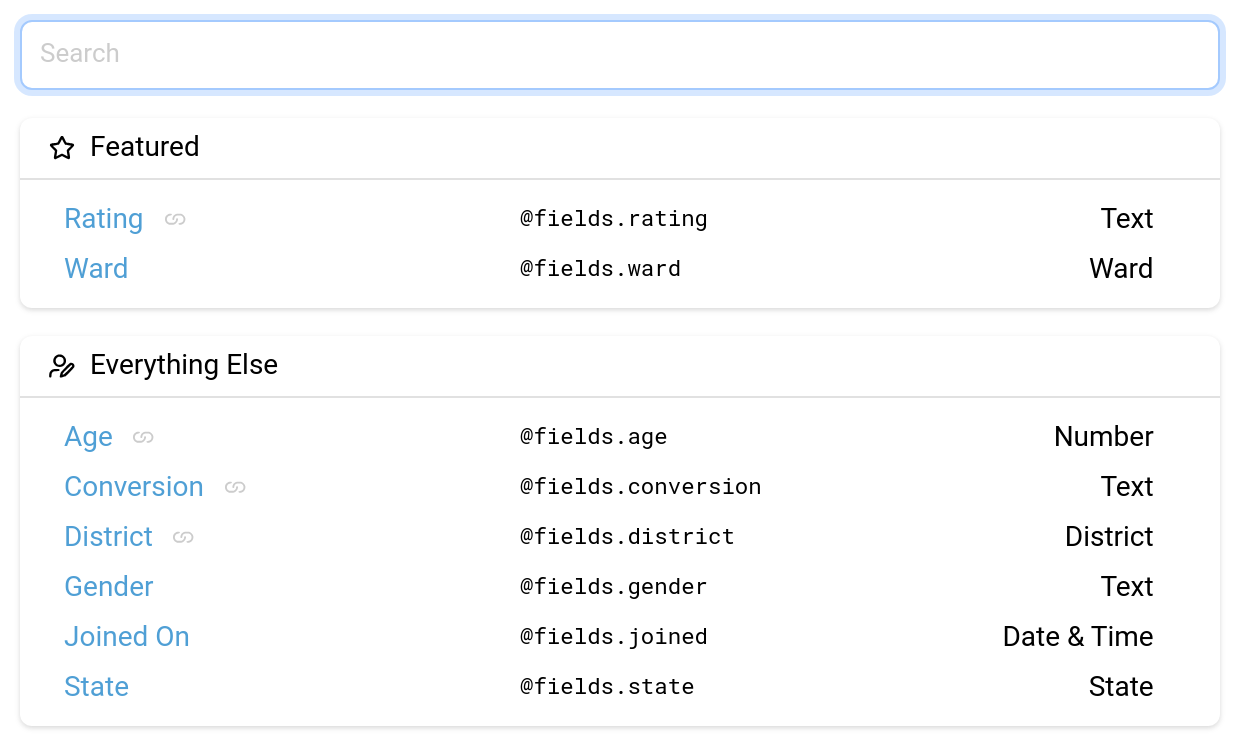 Search
Featured
Rating @fields.rating Text
Ward @fields.ward Ward
Everything Else
Age @fields.age Number
Conversion @fields.conversion Text
District @fields.district District
Gender @fields.gender Text
Joined On @fields.joined Date & Time
State @fields.state State